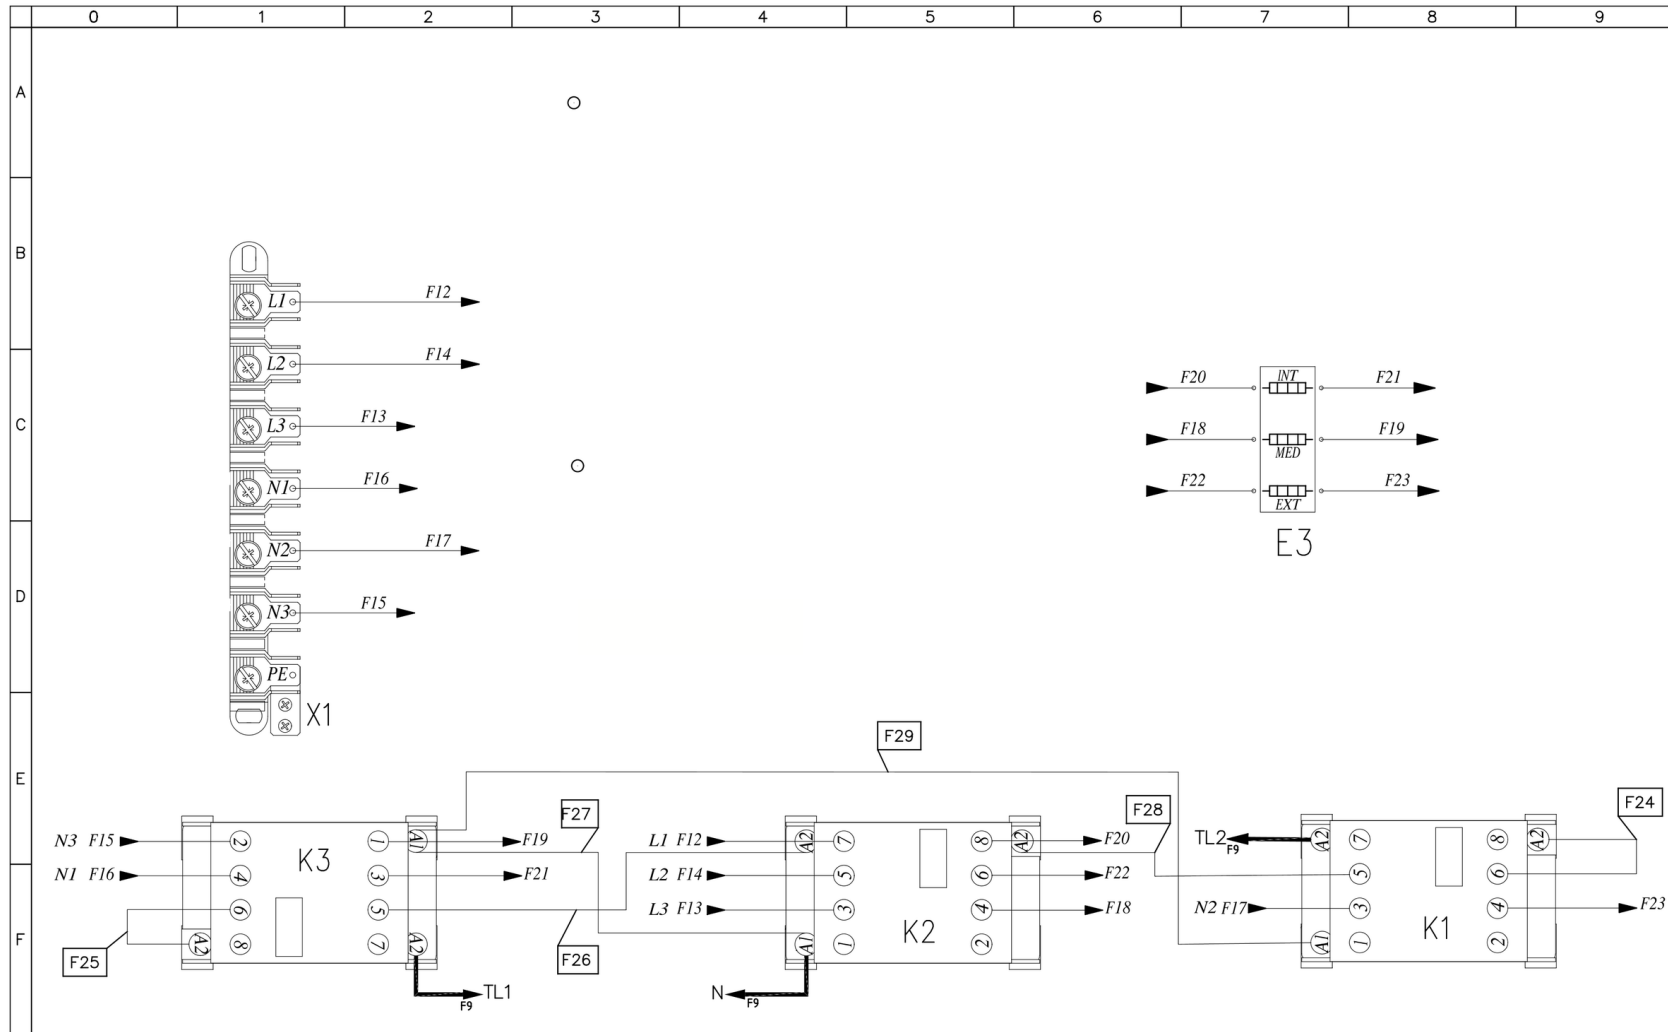 0 1 2 3 4 5 6 7 8 9
A
B
L1 F12
L2 F14
F20 INT F21
C
L3 F13
F18 MED F19
N1 F16
F22 EXT F23
N2 F17
E3
D
N3 F15
PE
X1
F29
E
F27 F28 F24
N3 F15 2 1 A1 F19 L1 F12 A2 7 8 A2 F20 TL2 F9 A2 7 8 A2
K3
N1 F16 4 3 F21 L2 F14 5 6 F22 5 6
6 5 L3 F13 3 4 F18 N2 F17 3 4 F23
K2 K1
F
A2 8 7 A2 A1 1 2 A1 1 2
F25 F26
TL1 F9 N F9